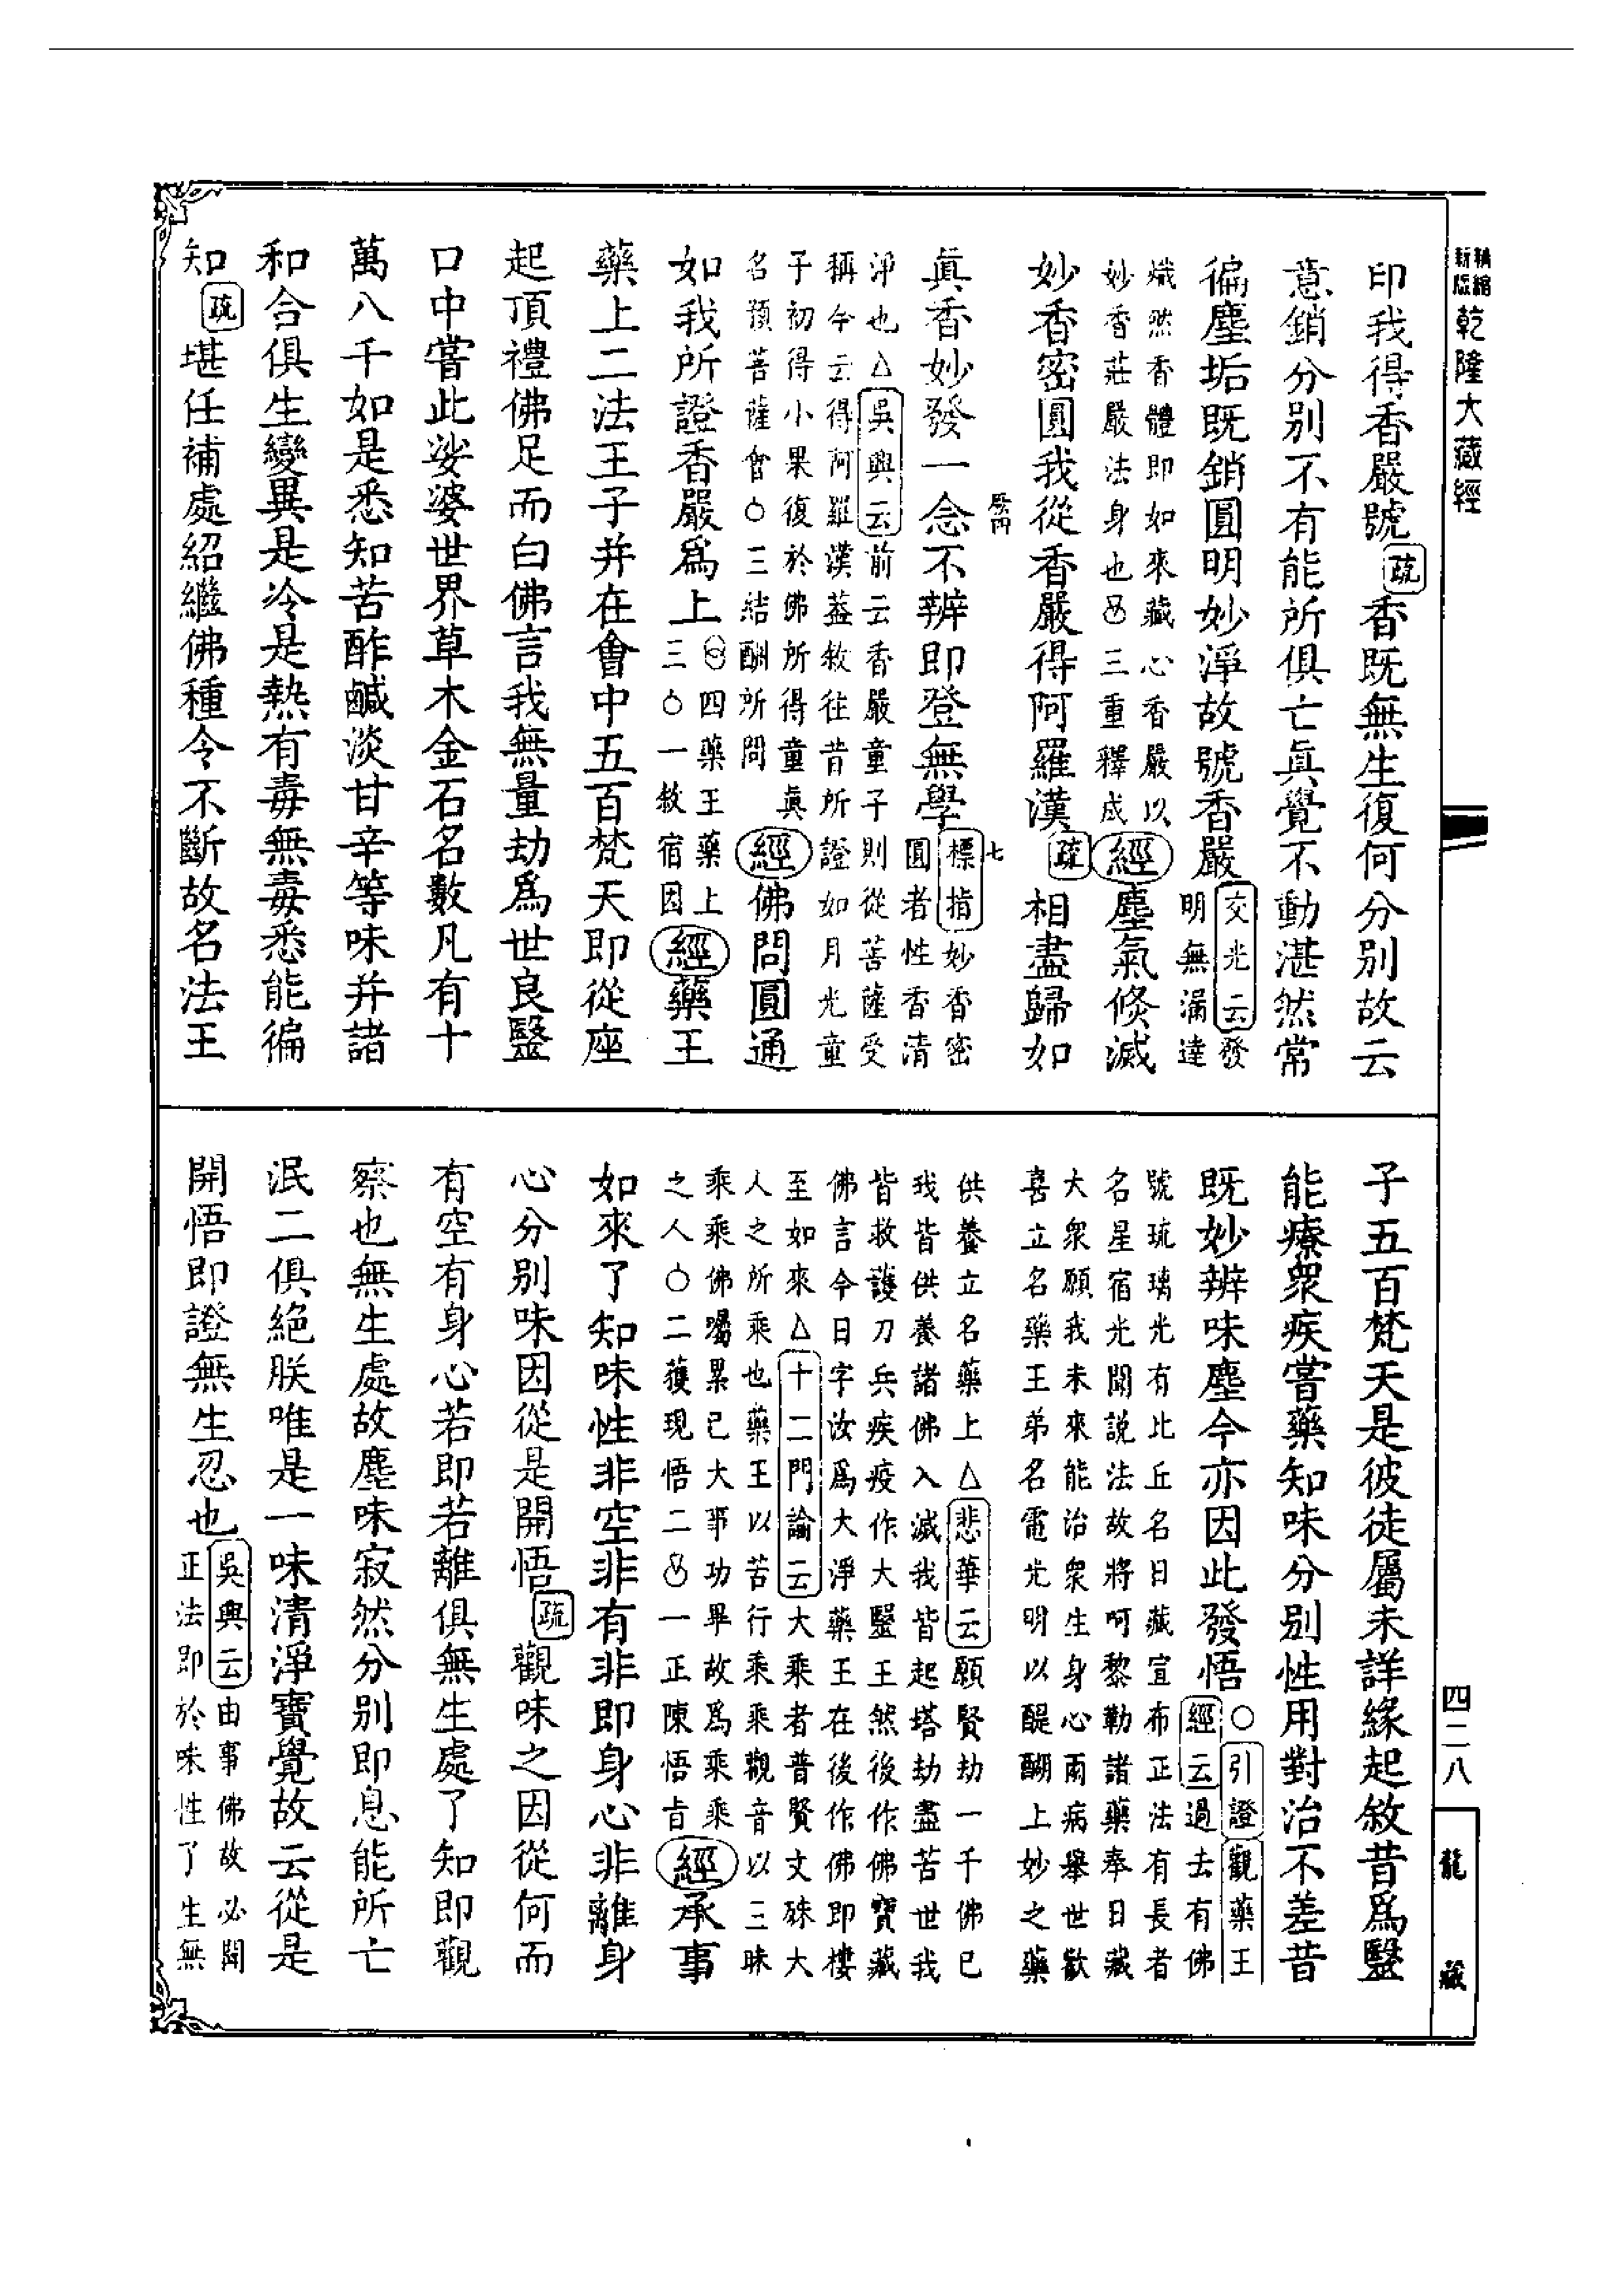 精縮新版乾隆大藏經
印我得香嚴號疏香既無生復何分別故云
意銷分別不有能所俱亡眞覺不動湛然常
徧塵垢既銷圓明妙淨故號香嚴交光云發明無漏達
熾然香體即如來藏心香嚴以
妙香莊嚴法身也三重釋成經塵氣倐滅
妙香密圓我從香嚴得阿羅漢疏相盡歸如
眞香妙發一念不辨即登無學標指妙香密圓者性香清
淨也△吳興云前云香嚴童子則從菩薩受
稱今云得阿羅漢葢敘往昔所證如月光童
子初得小果復於佛所得童眞
名預菩薩會○三結酬所問經佛問圓通
如我所證香嚴爲上四藥王藥上三○一敘宿因經藥王
藥上二法王子并在會中五百梵天即從座
起頂禮佛足而白佛言我無量劫爲世良醫
口中嘗此娑婆世界草木金石名數凡有十
萬八千如是悉知苦酢鹹淡甘辛等味并諸
和合俱生變異是冷是熱有毒無毒悉能徧
知疏堪任補處紹繼佛種令不斷故名法王
子五百梵天是彼徒屬未詳緣起敘昔爲醫
能療衆疾嘗藥知味分別性用對治不差昔
既妙辨味塵今亦因此發悟○引證觀藥王經云過去有佛
號琉璃光有比丘名日藏宣布正法有長者
名星宿光聞說法故將呵黎勒諸藥奉日藏
大衆願我未來能治衆生身心兩病舉世歡
喜立名藥王弟名電光明以醍醐上妙之藥
供養立名藥上△悲華云願賢劫一千佛已
我皆供養諸佛入滅我皆起塔劫盡苦世我
皆救護刀兵疾疫作大醫王然後作佛寶藏
佛言今日字汝爲大淨藥王在後作佛即樓
至如來△十二門論云大乘者普賢文殊大
人之所乘也藥王以苦行乘乘觀音以三昧
乘乘佛囑累已大事功畢故爲乘乘
之人○二獲現悟二一正陳悟旨經承事
如來了知味性非空非有非即身心非離身
心分別味因從是開悟疏觀味之因從何而
有空有身心若即若離俱無生處了知即觀
察也無生處故塵味寂然分別即息能所亡
泯二俱絕朕唯是一味清淨寶覺故云從是
開悟即證無生忍也吳興云由事佛故必聞正法即於味性了生無
四二八
龍藏